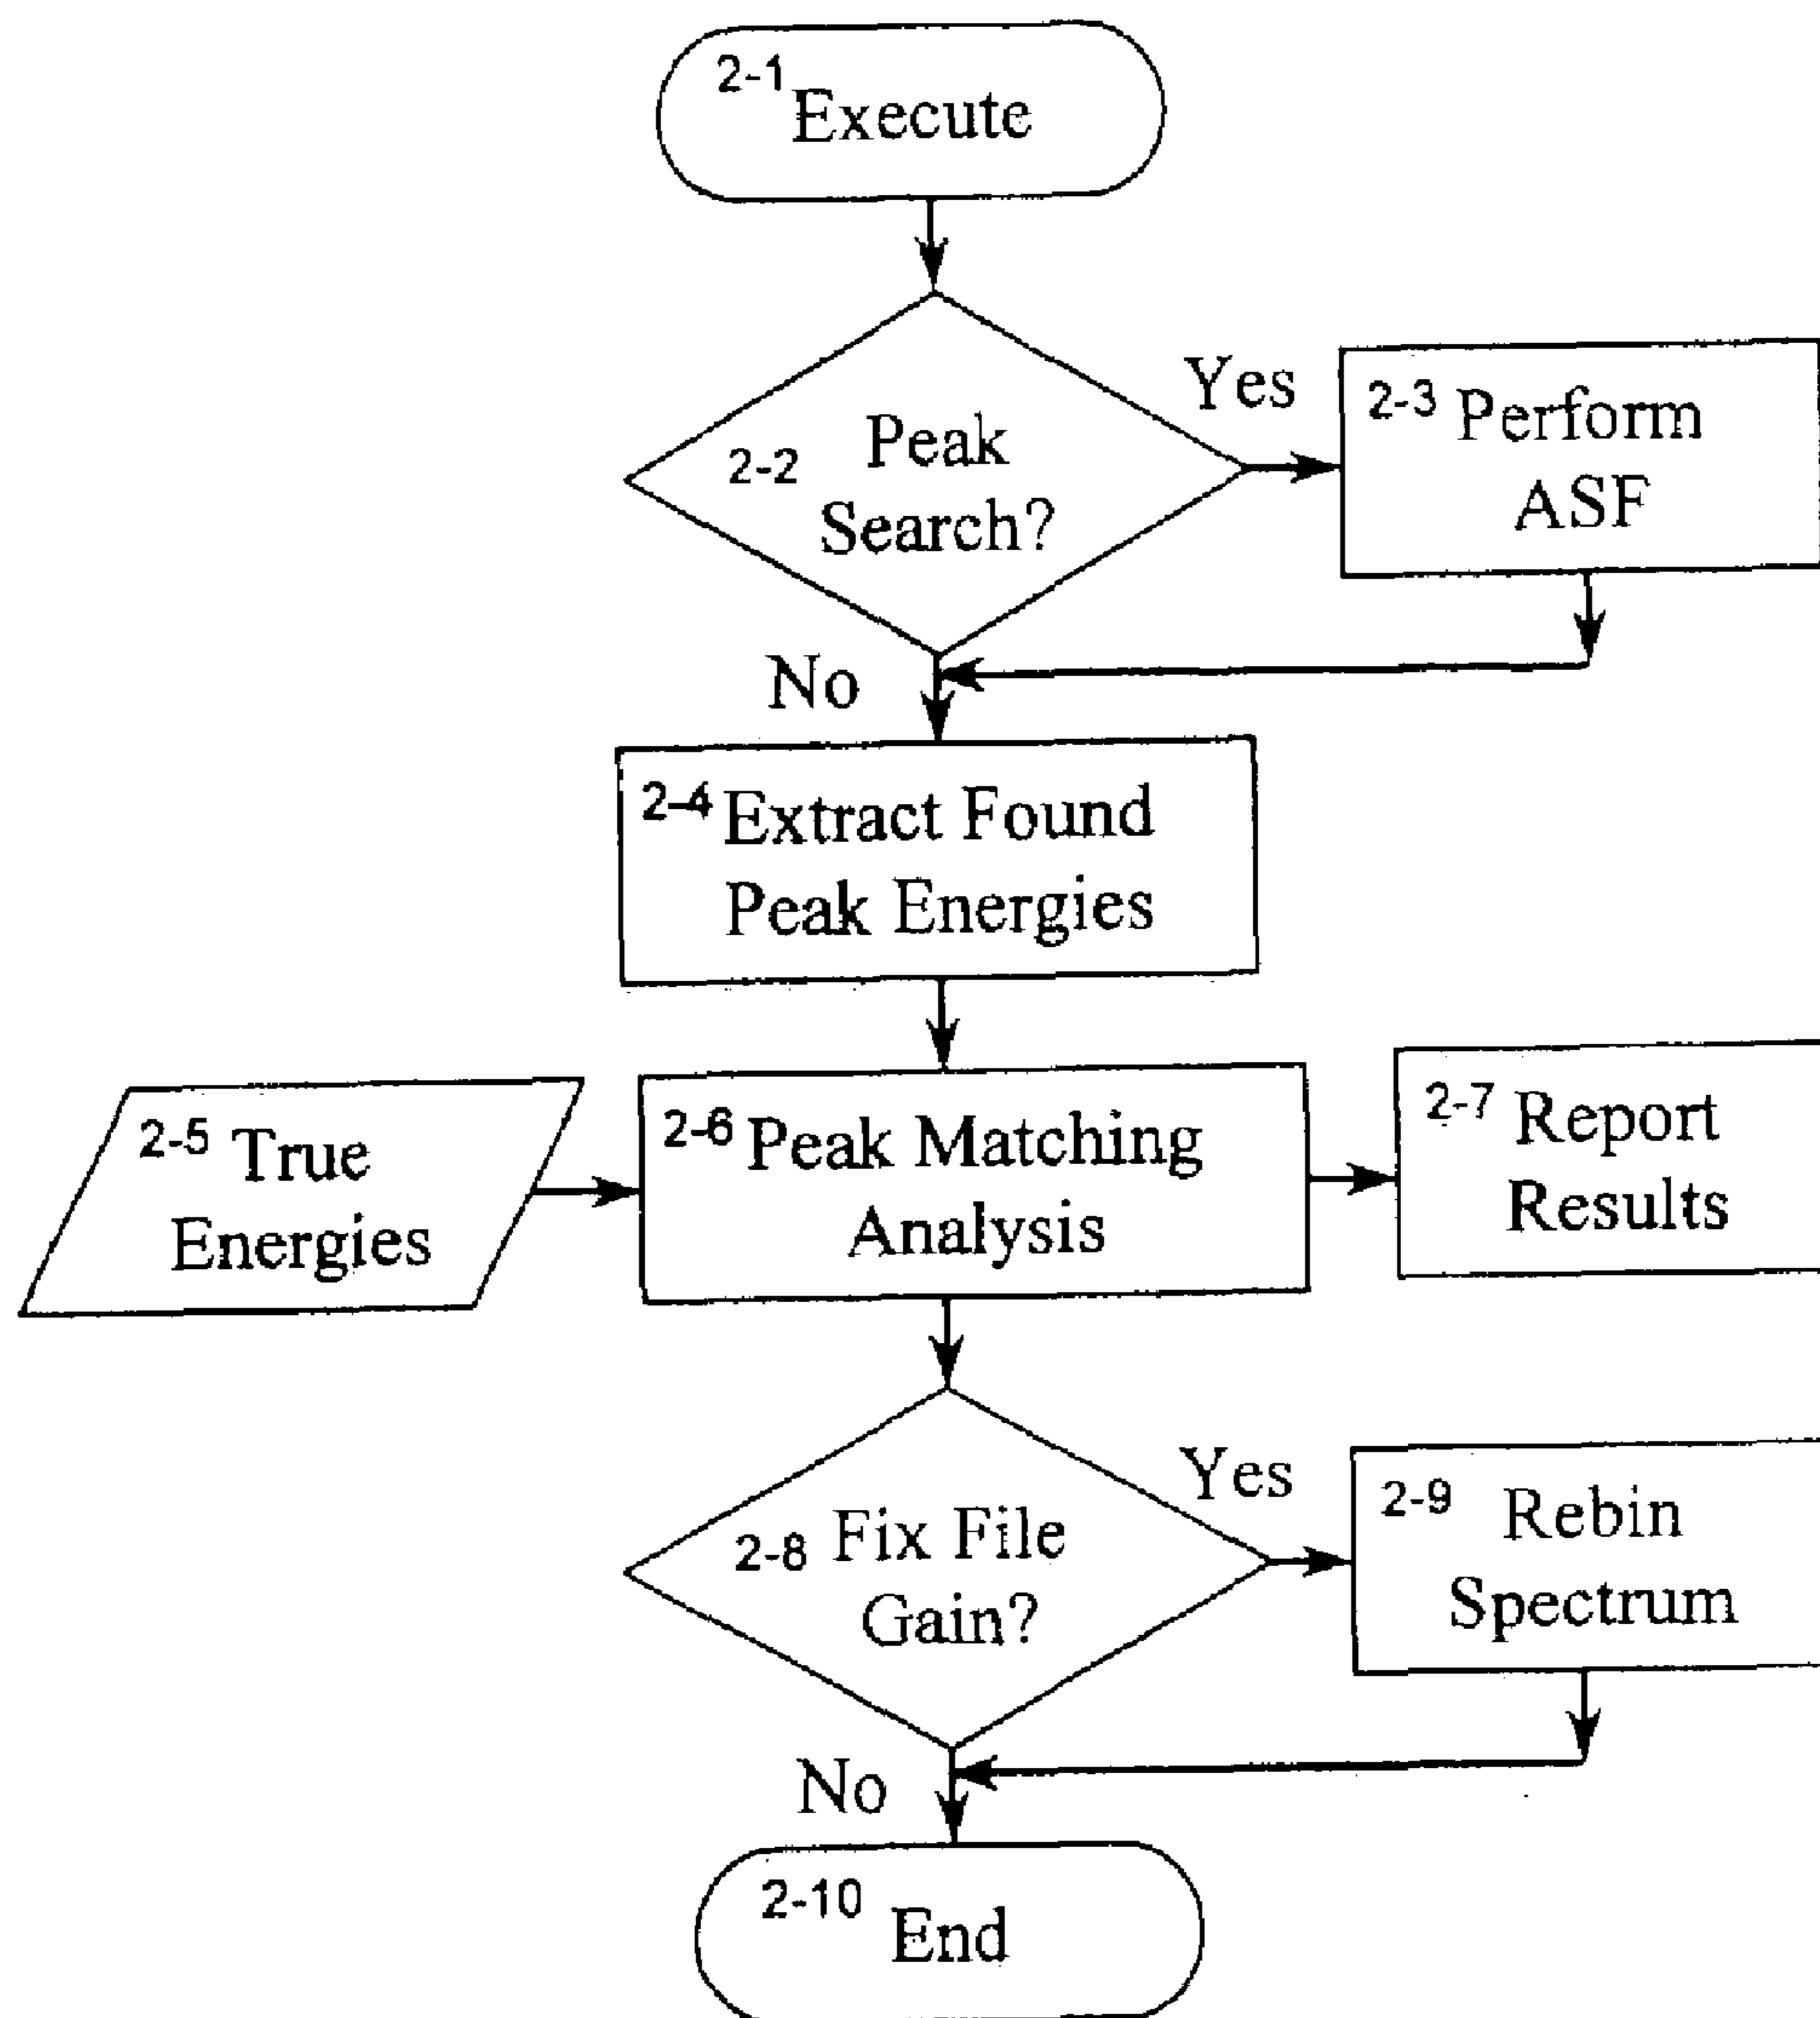 2-1 Execute
2-2 Peak
Search?
Yes
2-3 Perform
ASF
No
2-4 Extract Found
Peak Energies
2-5 True
Energies
2-6 Peak Matching
Analysis
2-7 Report
Results
2-8 Fix File
Gain?
Yes
2-9 Rebin
Spectrum
No
2-10 End